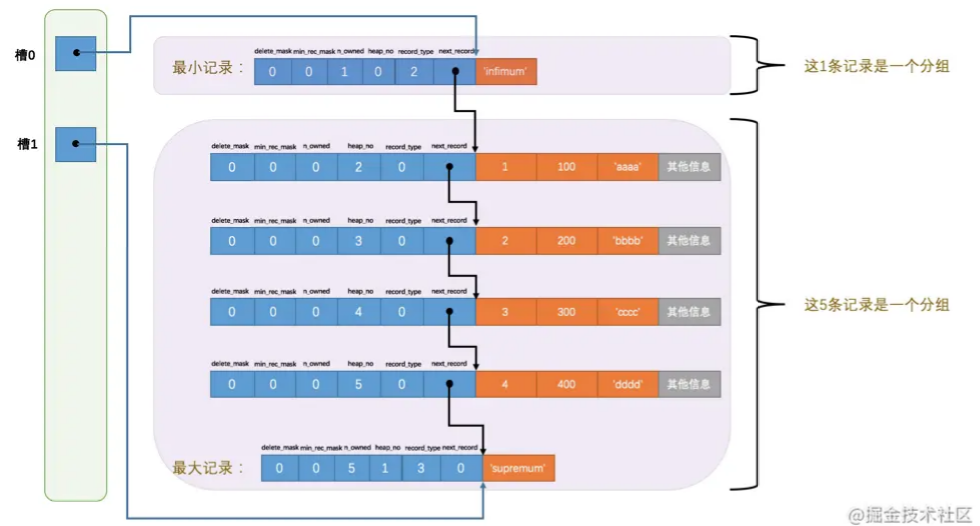 槽0
delete_mask min_rec_mask n_owned heap_no record_type next_record
最小记录： 0 0 1 0 2 'infimum'
这1条记录是一个分组
槽1
delete_mask min_rec_mask n_owned heap_no record_type next_record
0 0 0 2 0 1 100 'aaaa' 其他信息
delete_mask min_rec_mask n_owned heap_no record_type next_record
0 0 0 3 0 2 200 'bbbb' 其他信息
delete_mask min_rec_mask n_owned heap_no record_type next_record
0 0 0 4 0 3 300 'cccc' 其他信息
这5条记录是一个分组
delete_mask min_rec_mask n_owned heap_no record_type next_record
0 0 0 5 0 4 400 'dddd' 其他信息
delete_mask min_rec_mask n_owned heap_no record_type next_record
最大记录： 0 0 5 1 3 0 'supremum'
@掘金技术社区